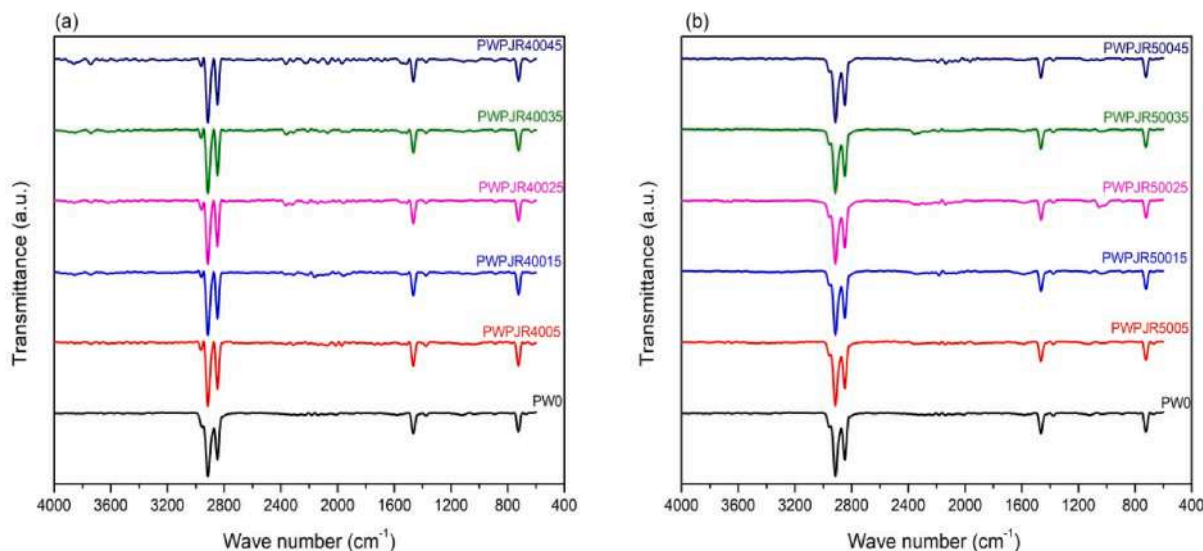 (a)
PWPJR40045
PWPJR40035
PWPJR40025
PWPJR40015
PWPJR4005
PW0
Transmittance (a.u.)
4000 3600 3200 2800 2400 2000 1600 1200 800 400
Wave number (cm⁻¹)
(b)
PWPJR50045
PWPJR50035
PWPJR50025
PWPJR50015
PWPJR5005
PW0
Transmittance (a.u.)
4000 3600 3200 2800 2400 2000 1600 1200 800 400
Wave number (cm⁻¹)